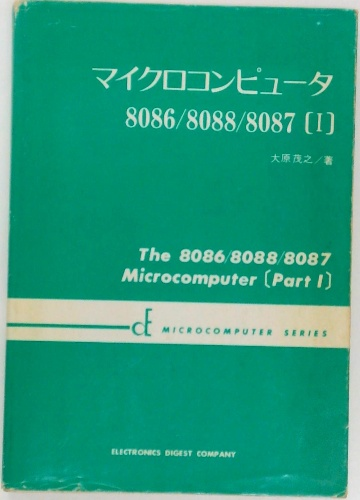 マイクロコンピュータ
8086/8088/8087〔I〕
大原茂之/著
The 8086/8088/8087
Microcomputer〔Part I〕
dE MICROCOMPUTER SERIES
ELECTRONICS DIGEST COMPANY